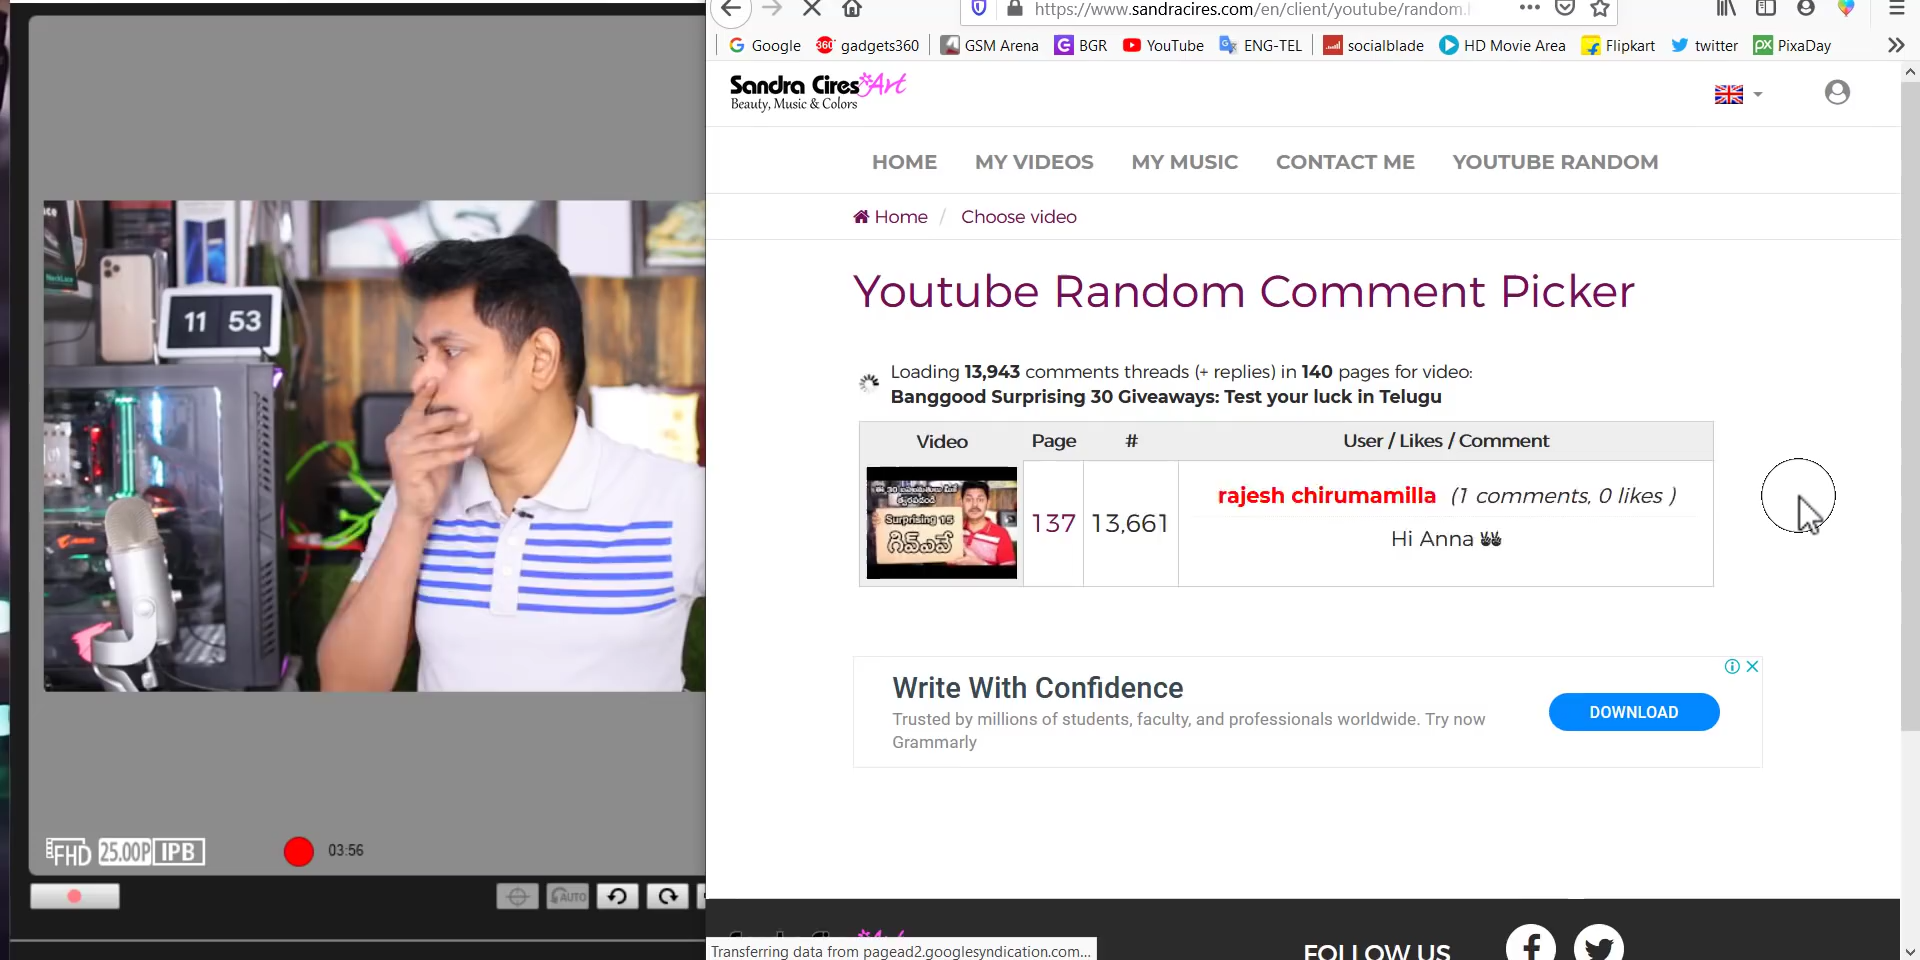 11 53
FHD 25.00P IPB
03:56
AUTO
https://www.sandracires.com/en/client/youtube/random.
Google
gadgets360
GSM Arena
BGR
YouTube
ENG-TEL
socialblade
HD Movie Area
Flipkart
twitter
PixaDay
Sandra Cires Art
Beauty, Music & Colors
HOME
MY VIDEOS
MY MUSIC
CONTACT ME
YOUTUBE RANDOM
Home / Choose video
Youtube Random Comment Picker
Loading 13,943 comments threads (+ replies) in 140 pages for video:
Banggood Surprising 30 Giveaways: Test your luck in Telugu
Video Page # User / Likes / Comment
Surprising 15
గివ్ఎవే
137 13,661
rajesh chirumamilla (1 comments, 0 likes )
Hi Anna ✌✌
Write With Confidence
Trusted by millions of students, faculty, and professionals worldwide. Try now
Grammarly
DOWNLOAD
FOLLOW US
Transferring data from pagead2.googlesyndication.com...